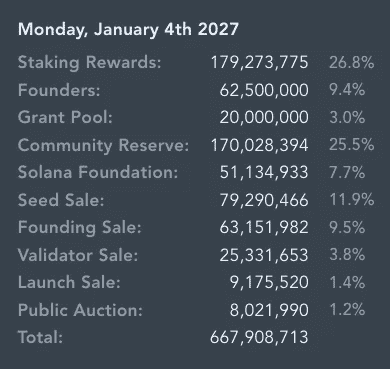 Monday, January 4th 2027
Staking Rewards: 179,273,775 26.8%
Founders: 62,500,000 9.4%
Grant Pool: 20,000,000 3.0%
Community Reserve: 170,028,394 25.5%
Solana Foundation: 51,134,933 7.7%
Seed Sale: 79,290,466 11.9%
Founding Sale: 63,151,982 9.5%
Validator Sale: 25,331,653 3.8%
Launch Sale: 9,175,520 1.4%
Public Auction: 8,021,990 1.2%
Total: 667,908,713